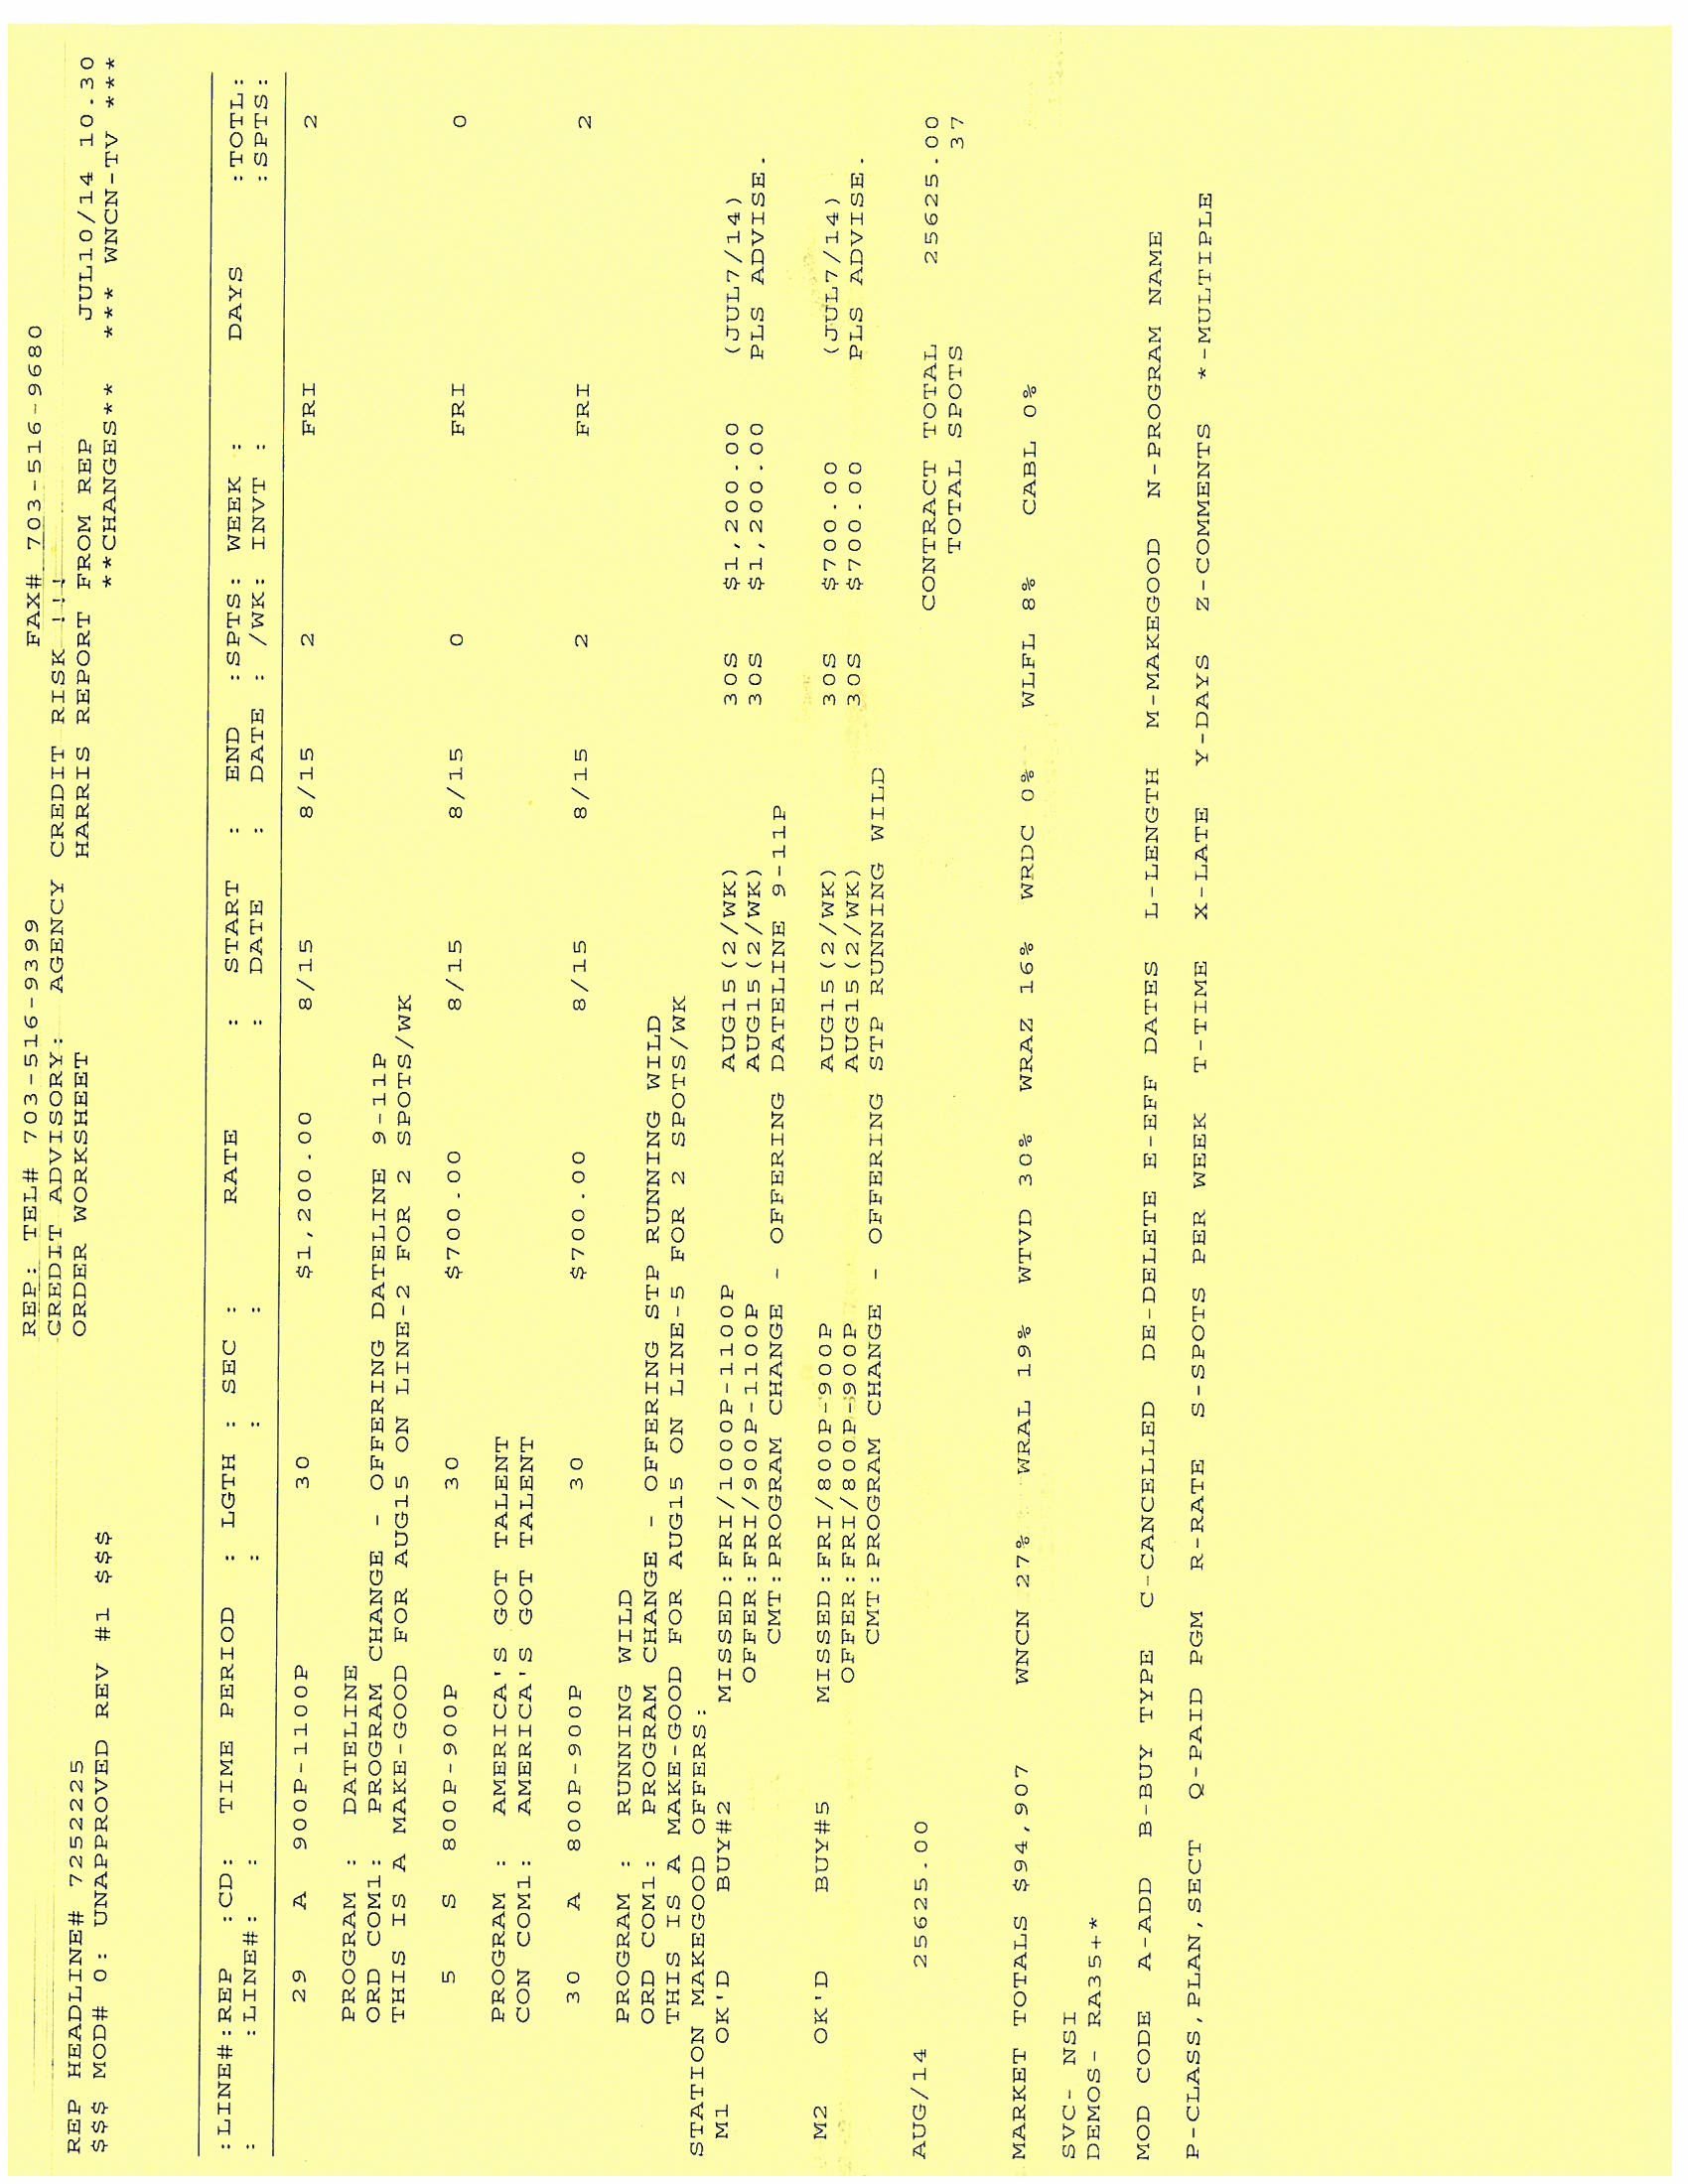 REP: TEL# 703-516-9399 FAX# 703-516-9680
CREDIT ADVISORY: AGENCY CREDIT RISK !!!
REP HEADLINE# 7252225 ORDER WORKSHEET HARRIS REPORT FROM REP JUL10/14 10.30
$$$ MOD# 0: UNAPPROVED REV #1 $$$ **CHANGES** *** WNCN-TV ***
:LINE#:REP :CD: TIME PERIOD : LGTH : SEC : RATE : START : END :SPTS: WEEK : DAYS :TOTL:
: :LINE#: : : : : DATE : DATE : /WK: INVT : :SPTS:
29 A 900P-1100P 30 $1,200.00 8/15 8/15 2 FRI 2
PROGRAM : DATELINE
ORD COM1: PROGRAM CHANGE - OFFERING DATELINE 9-11P
THIS IS A MAKE-GOOD FOR AUG15 ON LINE-2 FOR 2 SPOTS/WK
5 S 800P-900P 30 $700.00 8/15 8/15 0 FRI 0
PROGRAM : AMERICA'S GOT TALENT
CON COM1: AMERICA'S GOT TALENT
30 A 800P-900P 30 $700.00 8/15 8/15 2 FRI 2
PROGRAM : RUNNING WILD
ORD COM1: PROGRAM CHANGE - OFFERING STP RUNNING WILD
THIS IS A MAKE-GOOD FOR AUG15 ON LINE-5 FOR 2 SPOTS/WK
STATION MAKEGOOD OFFERS:
M1 OK'D BUY#2 MISSED:FRI/1000P-1100P AUG15(2/WK) 30S $1,200.00 (JUL7/14)
OFFER:FRI/900P-1100P AUG15(2/WK) 30S $1,200.00 PLS ADVISE.
CMT:PROGRAM CHANGE - OFFERING DATELINE 9-11P
M2 OK'D BUY#5 MISSED:FRI/800P-900P AUG15(2/WK) 30S $700.00 (JUL7/14)
OFFER:FRI/800P-900P AUG15(2/WK) 30S $700.00 PLS ADVISE.
CMT:PROGRAM CHANGE - OFFERING STP RUNNING WILD
AUG/14 25625.00 CONTRACT TOTAL 25625.00
TOTAL SPOTS 37
MARKET TOTALS $94,907 WNCN 27% WRAL 19% WTVD 30% WRAZ 16% WRDC 0% WLFL 8% CABL 0%
SVC- NSI
DEMOS- RA35+*
MOD CODE A-ADD B-BUY TYPE C-CANCELLED DE-DELETE E-EFF DATES L-LENGTH M-MAKEGOOD N-PROGRAM NAME
P-CLASS,PLAN,SECT Q-PAID PGM R-RATE S-SPOTS PER WEEK T-TIME X-LATE Y-DAYS Z-COMMENTS *-MULTIPLE